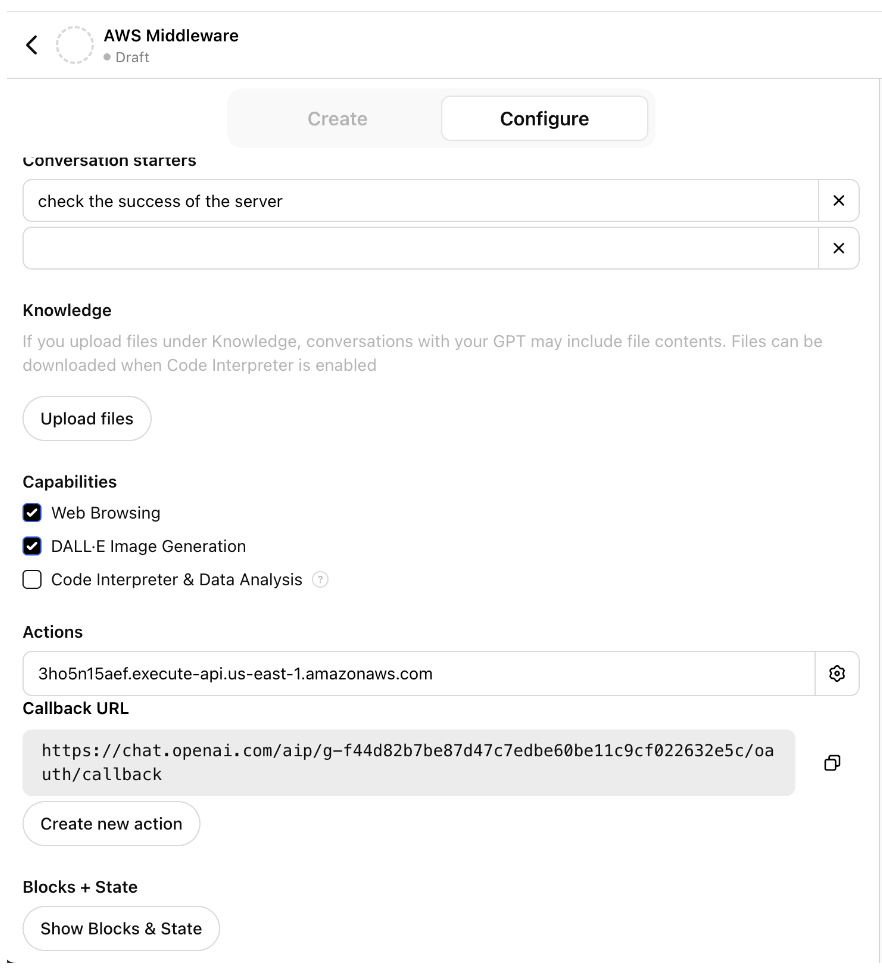 AWS Middleware
Draft
Create
Configure
Conversation starters
check the success of the server
Knowledge
If you upload files under Knowledge, conversations with your GPT may include file contents. Files can be
downloaded when Code Interpreter is enabled
Upload files
Capabilities
Web Browsing
DALL·E Image Generation
Code Interpreter & Data Analysis ?
Actions
3ho5n15aef.execute-api.us-east-1.amazonaws.com
Callback URL
https://chat.openai.com/aip/g-f44d82b7be87d47c7edbe60be11c9cf022632e5c/oa
uth/callback
Create new action
Blocks + State
Show Blocks & State